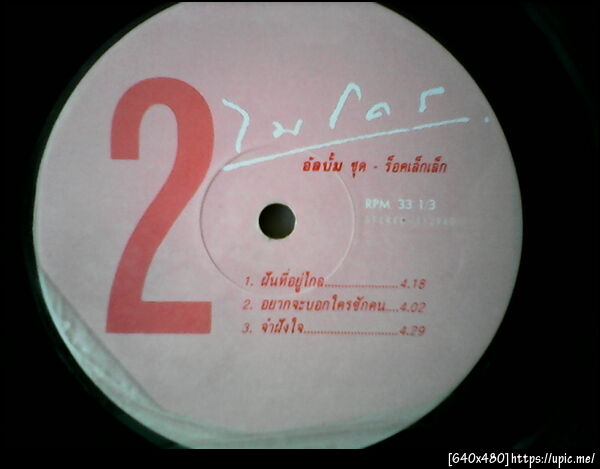 2
ไมโคร
อัลบั้ม ชุด - ร็อคเล็กเล็ก
RPM 33 1/3
1. ฝันที่อยู่ไกล.....................4.18
2. อยากจะบอกใครซักคน....4.02
3. จำฝังใจ...........................4.29
[640x480]https://upic.me/